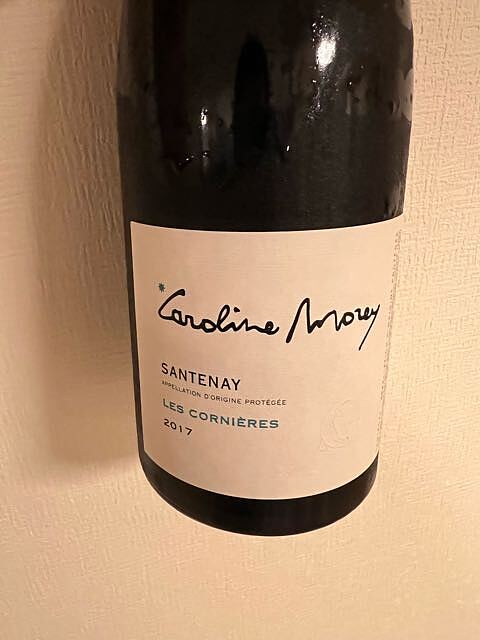 Caroline Morey
SANTENAY
APPELLATION D'ORIGINE PROTÉGÉE
LES CORNIÈRES
2017